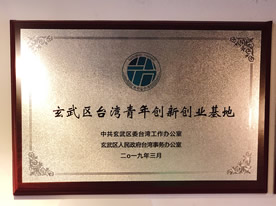 玄武区台湾青年创新创业基地
中共玄武区委台湾工作办公室
玄武区人民政府台湾事务办公室
二o一九年三月